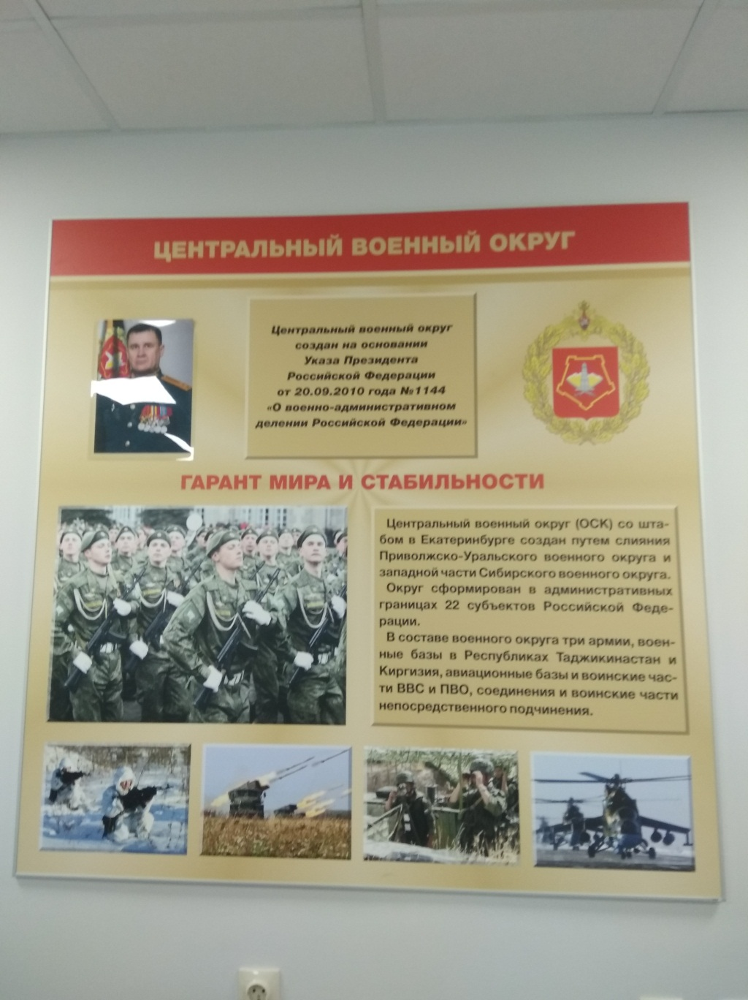 ЦЕНТРАЛЬНЫЙ ВОЕННЫЙ ОКРУГ
Центральный военный округ
создан на основании
Указа Президента
Российской Федерации
от 20.09.2010 года №1144
«О военно-административном
делении Российской Федерации»
ГАРАНТ МИРА И СТАБИЛЬНОСТИ
Центральный военный округ (ОСК) со шта-
бом в Екатеринбурге создан путем слияния
Приволжско-Уральского военного округа и
западной части Сибирского военного округа.
Округ сформирован в административных
границах 22 субъектов Российской Феде-
рации.
В составе военного округа три армии, воен-
ные базы в Республиках Таджикинастан и
Киргизия, авиационные базы и воинские час-
ти ВВС и ПВО, соединения и воинские части
непосредственного подчинения.